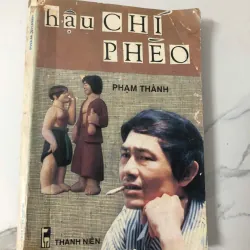 hậu CHÍ
PHÈO
PHẠM THÀNH
THANH NIÊN